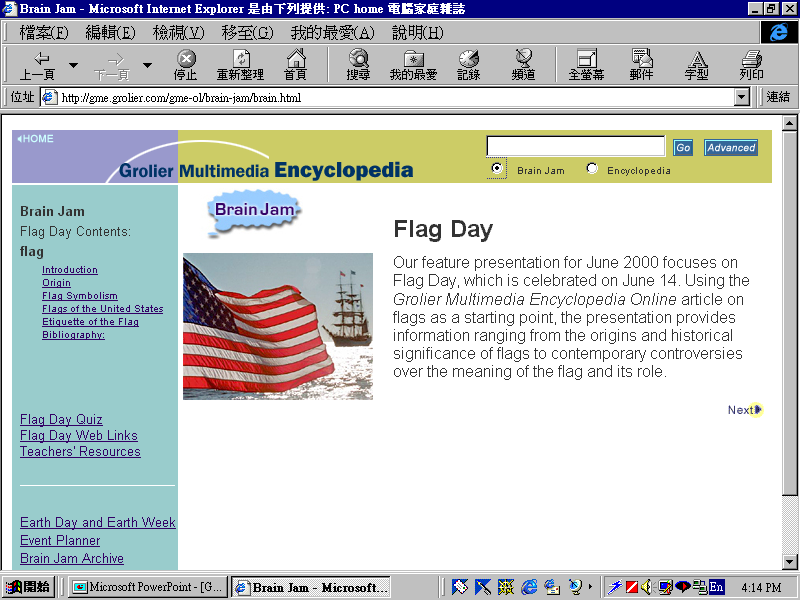 Brain Jam - Microsoft Internet Explorer 是由下列提供: PC home 電腦家庭雜誌
檔案(F) 編輯(E) 檢視(V) 移至(G) 我的最愛(A) 說明(H)
上一頁 下一頁 停止 重新整理 首頁 搜尋 我的最愛 記錄 頻道 全螢幕 郵件 字型 列印
位址 http://gme.grolier.com/gme-ol/brain-jam/brain.html 連結
HOME
Grolier Multimedia Encyclopedia
Go Advanced
Brain Jam Encyclopedia
Brain Jam
Flag Day Contents:
flag
Introduction
Origin
Flag Symbolism
Flags of the United States
Etiquette of the Flag
Bibliography:
Flag Day Quiz
Flag Day Web Links
Teachers' Resources
Earth Day and Earth Week
Event Planner
Brain Jam Archive
Brain Jam
Flag Day
Our feature presentation for June 2000 focuses on
Flag Day, which is celebrated on June 14. Using the
Grolier Multimedia Encyclopedia Online article on
flags as a starting point, the presentation provides
information ranging from the origins and historical
significance of flags to contemporary controversies
over the meaning of the flag and its role.
Next
開始 Microsoft PowerPoint - [G... Brain Jam - Microsoft... En 4:14 PM